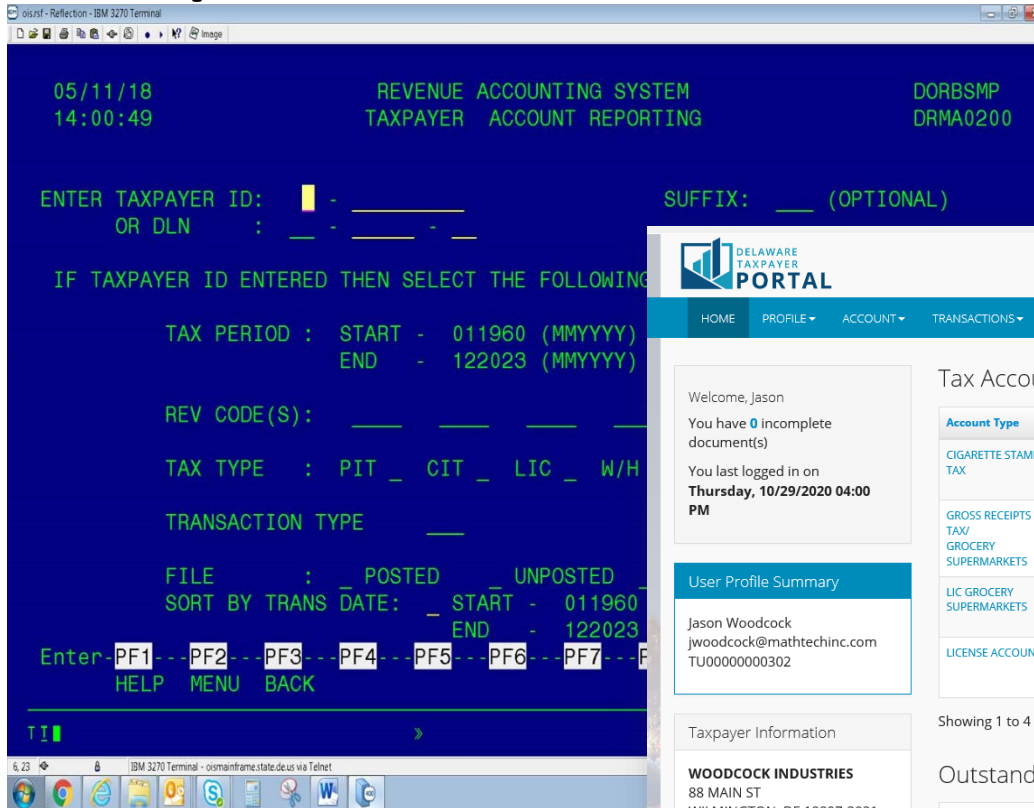 ois.rsf - Reflection - IBM 3270 Terminal
Image
05/11/18 REVENUE ACCOUNTING SYSTEM DORBSMP
14:00:49 TAXPAYER ACCOUNT REPORTING DRMA0200
ENTER TAXPAYER ID: - SUFFIX: (OPTIONAL)
OR DLN : - -
IF TAXPAYER ID ENTERED THEN SELECT THE FOLLOWING
TAX PERIOD : START - 011960 (MMYYYY)
END - 122023 (MMYYYY)
REV CODE(S):
TAX TYPE : PIT _ CIT _ LIC _ W/H
TRANSACTION TYPE
FILE : _ POSTED _ UNPOSTED _
SORT BY TRANS DATE: _ START - 011960
END - 122023
Enter-PF1---PF2---PF3---PF4---PF5---PF6---PF7---
HELP MENU BACK
6, 23 IBM 3270 Terminal - oismainframe.state.de.us via Telnet
DELAWARE
TAXPAYER
PORTAL
HOME PROFILE ACCOUNT TRANSACTIONS
Welcome, Jason
You have 0 incomplete
document(s)
You last logged in on
Thursday, 10/29/2020 04:00
PM
User Profile Summary
Jason Woodcock
jwoodcock@mathtechinc.com
TU00000000302
Taxpayer Information
WOODCOCK INDUSTRIES
88 MAIN ST
Tax Accou
Account Type
CIGARETTE STAM
TAX
GROSS RECEIPTS
TAX/
GROCERY
SUPERMARKETS
LIC GROCERY
SUPERMARKETS
LICENSE ACCOUN
Showing 1 to 4
Outstand